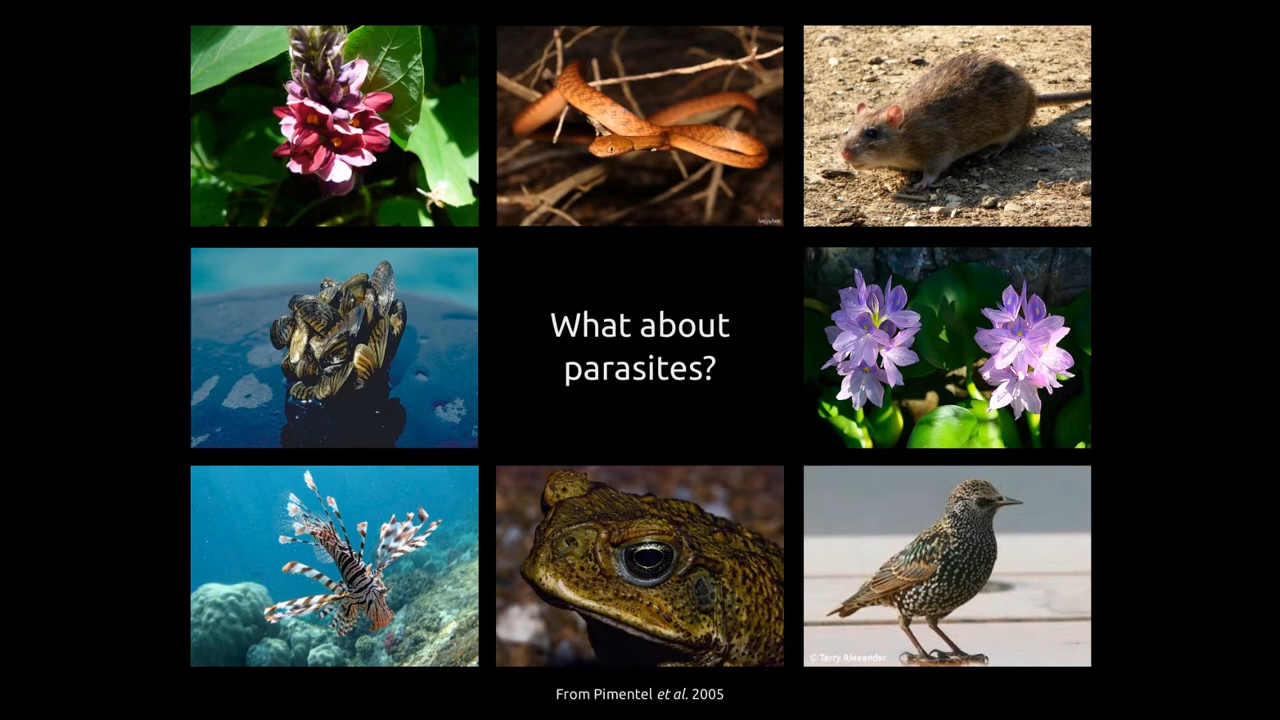 What about
parasites?
© Terry Alexander
From Pimentel et al. 2005